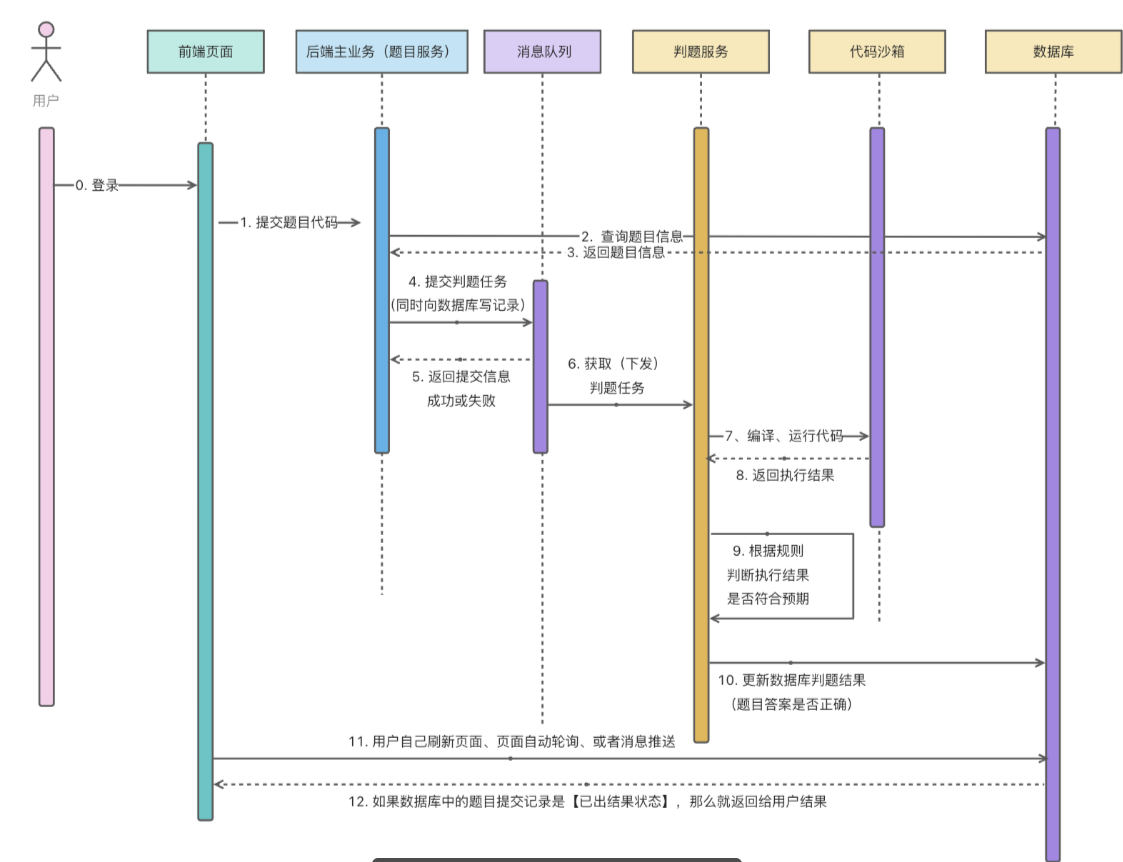 前端页面
后端主业务（题目服务）
消息队列
判题服务
代码沙箱
数据库
用户
0. 登录
1. 提交题目代码
2. 查询题目信息
3. 返回题目信息
4. 提交判题任务
（同时向数据库写记录）
5. 返回提交信息
成功或失败
6. 获取（下发）
判题任务
7、编译、运行代码
8. 返回执行结果
9. 根据规则
判断执行结果
是否符合预期
10. 更新数据库判题结果
（题目答案是否正确）
11. 用户自己刷新页面、页面自动轮询、或者消息推送
12. 如果数据库中的题目提交记录是【已出结果状态】，那么就返回给用户结果